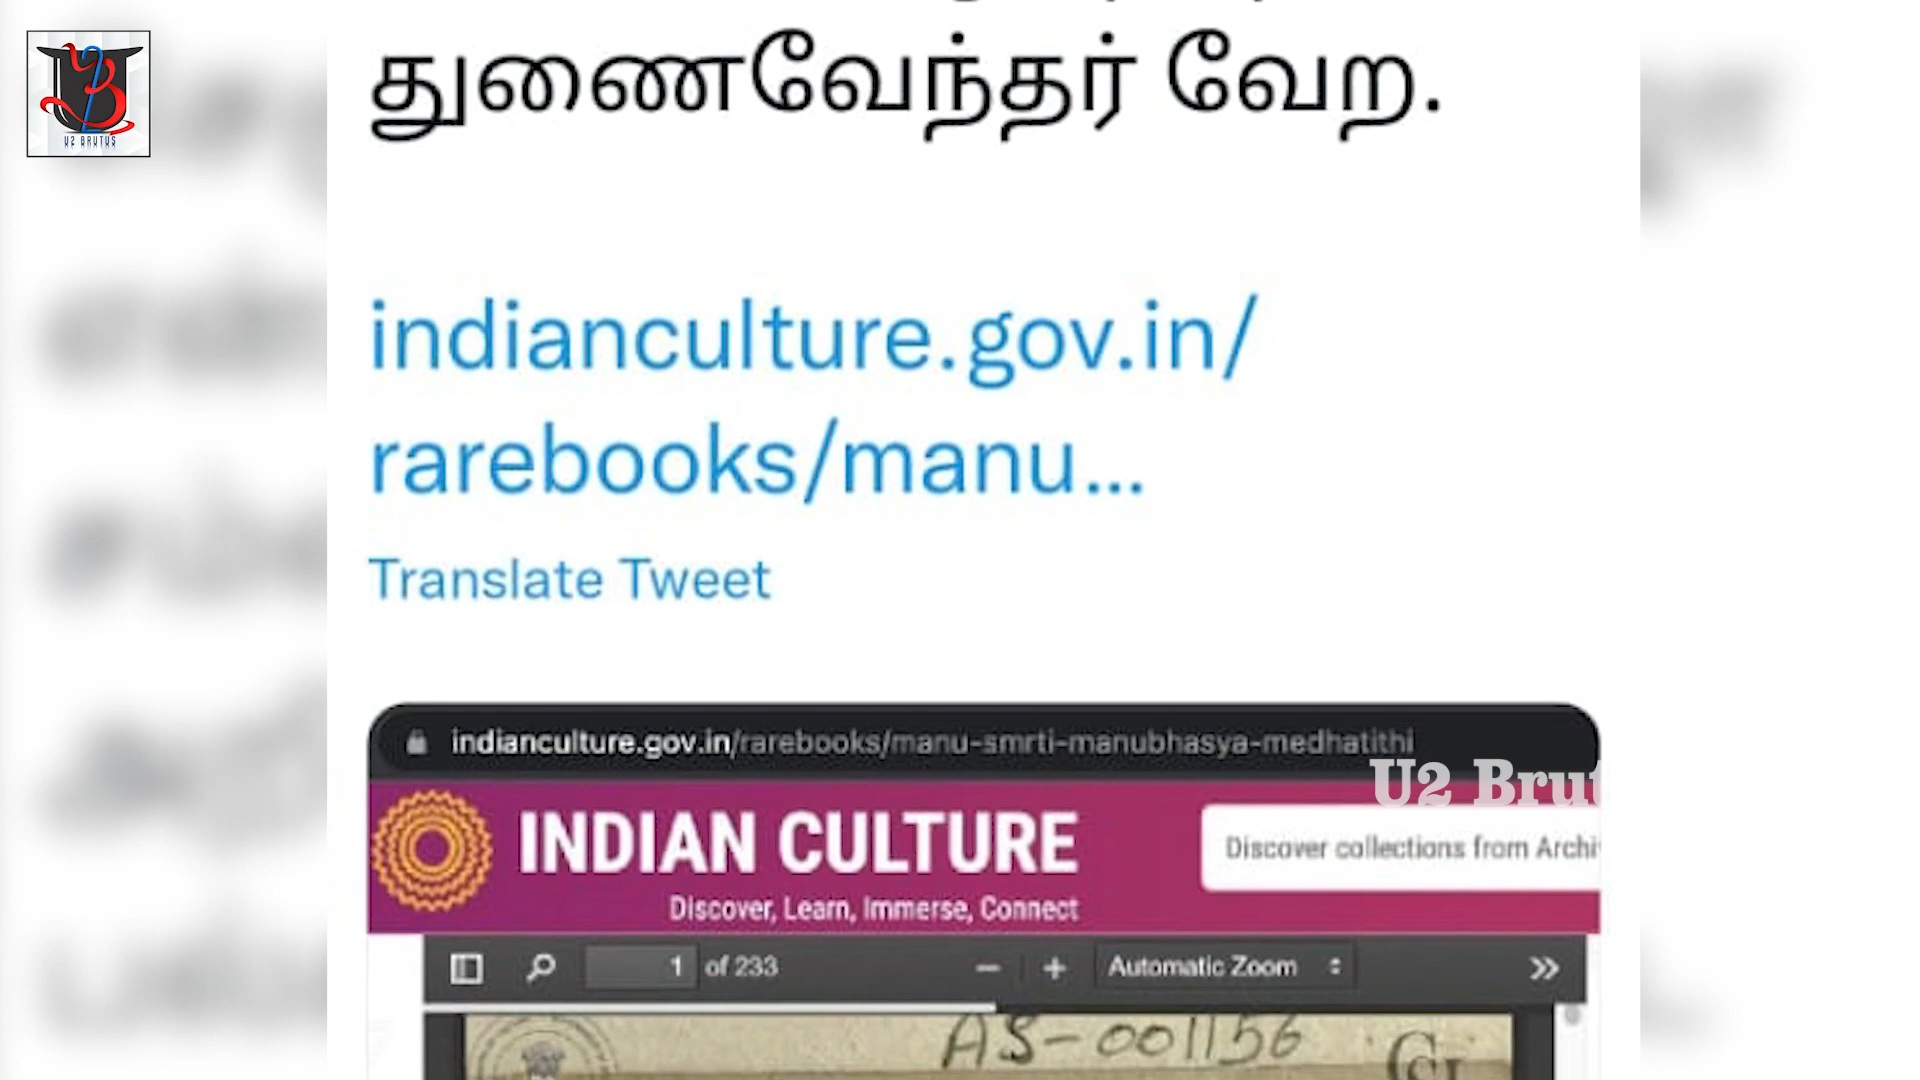 U2 BRUTUS
துணைவேந்தர் வேற.
indianculture.gov.in/
rarebooks/manu...
Translate Tweet
indianculture.gov.in/rarebooks/manu-smrti-manubhasya-medhatithi
U2 Brut
INDIAN CULTURE
Discover, Learn, Immerse, Connect
Discover collections from Archi
1 of 233
Automatic Zoom
AS-001156